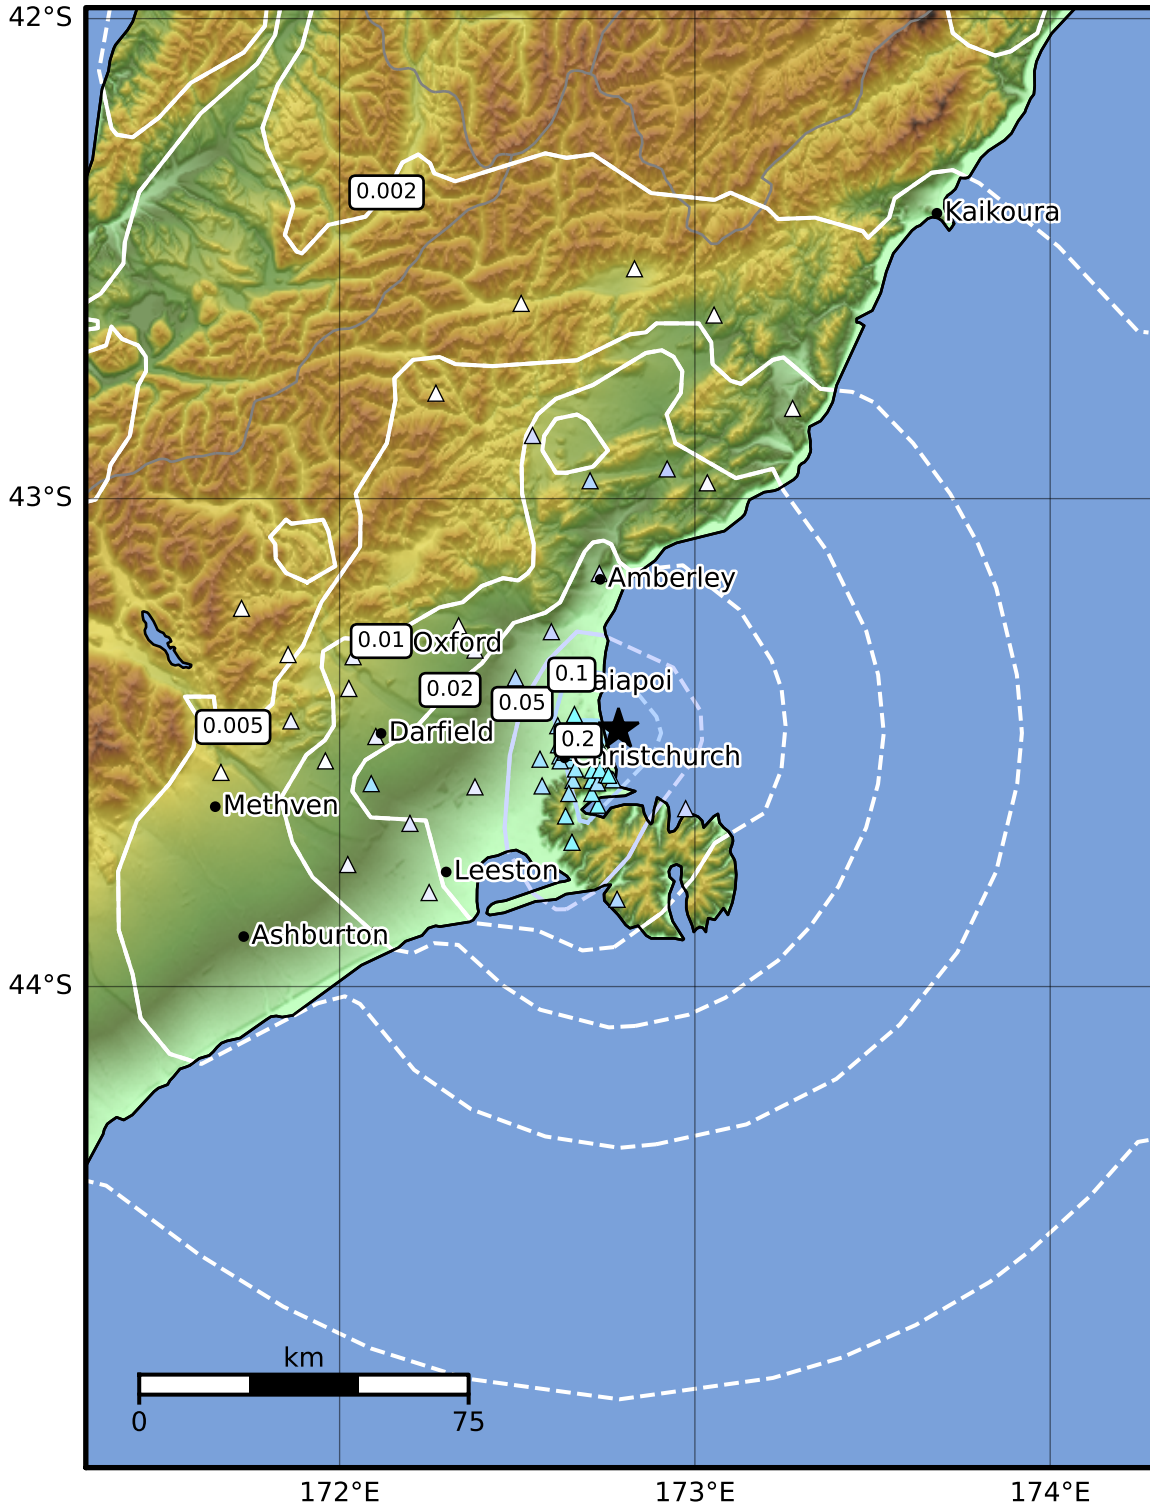 42°S
0.002
Kaikoura
43°S
Amberley
0.01
Oxford
0.1
aiapoi
0.02
0.05
0.005
Darfield
0.2
Christchurch
Methven
Leeston
Ashburton
44°S
km
0
75
172°E
173°E
174°E